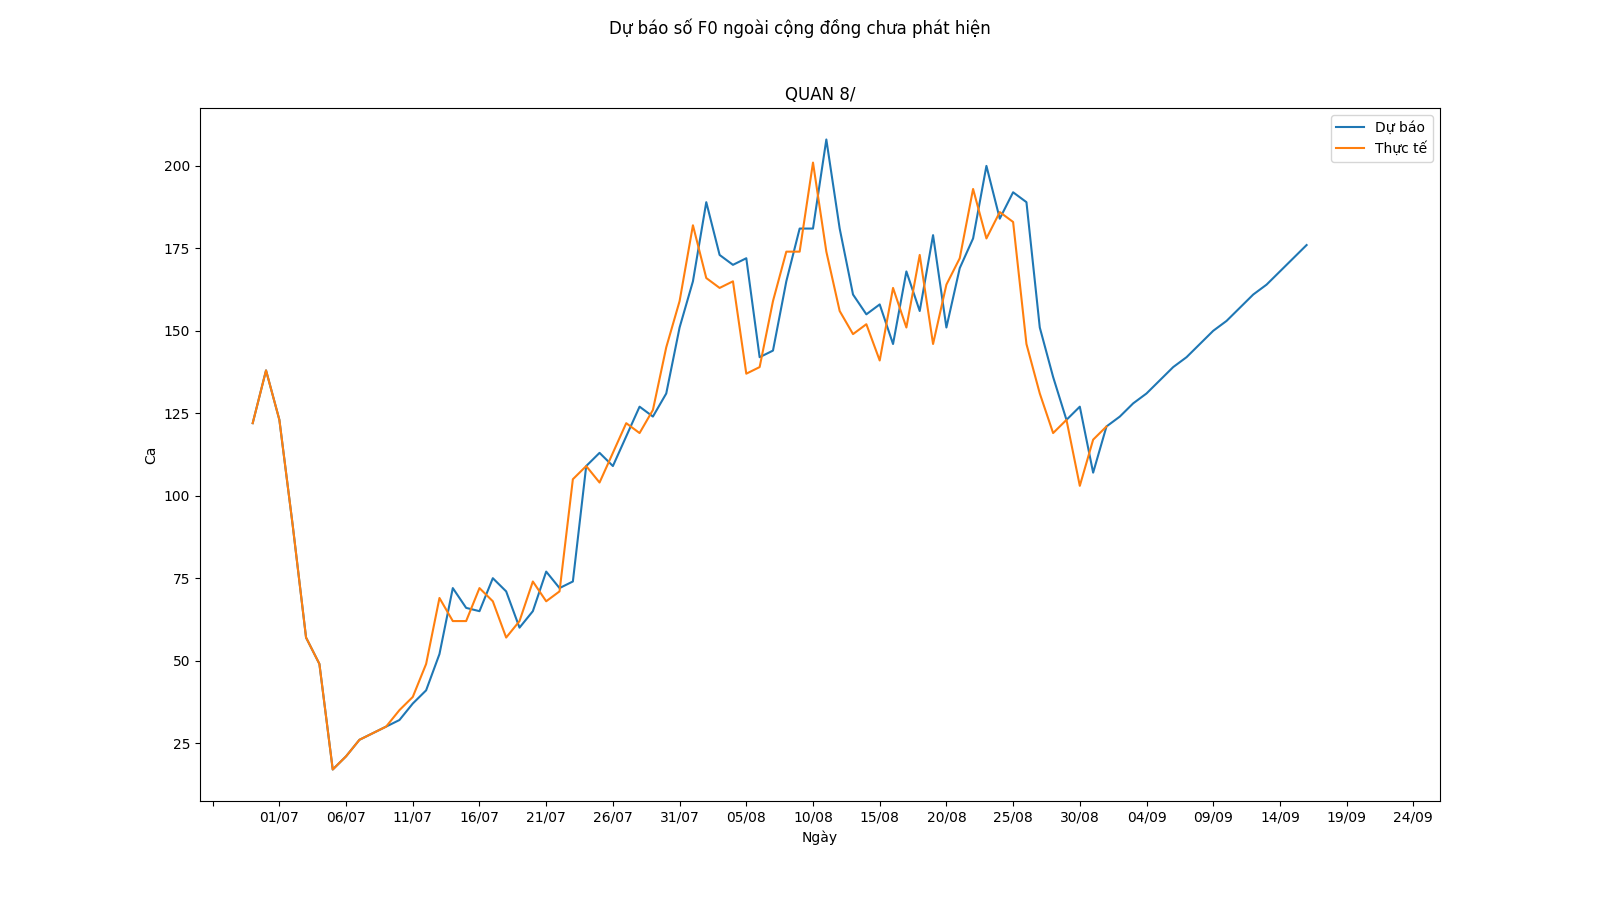 Dự báo số F0 ngoài cộng đồng chưa phát hiện
QUAN 8/
Dự báo
Thực tế
200
175
150
125
100
75
50
25
Ca
01/07 06/07 11/07 16/07 21/07 26/07 31/07 05/08 10/08 15/08 20/08 25/08 30/08 04/09 09/09 14/09 19/09 24/09
Ngày